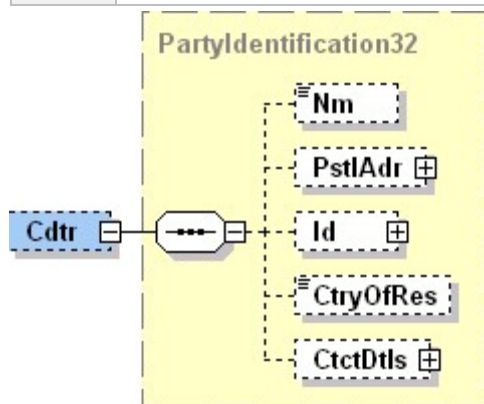 PartyIdentification32
Nm
PstlAdr
Cdtr
Id
CtryOfRes
CtctDtls